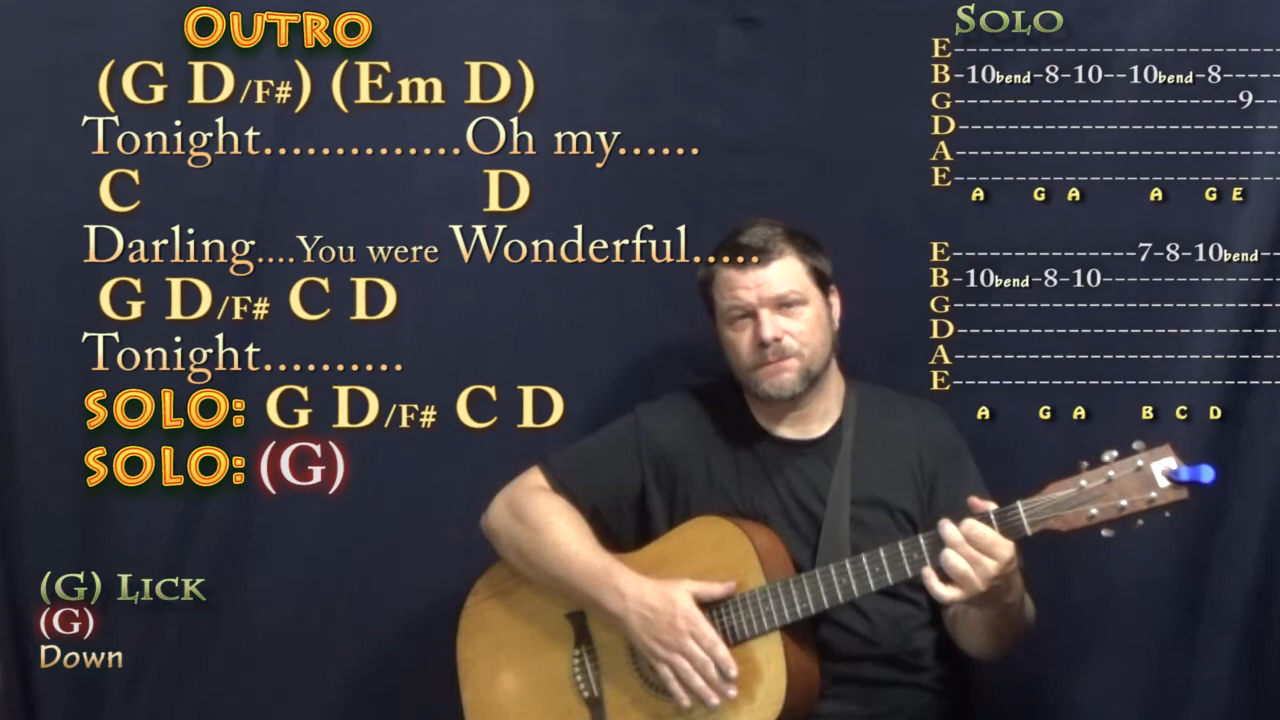 OUTRO
(G D/F#) (Em D)
Tonight..............Oh my......
C D
Darling....You were Wonderful.....
G D/F# C D
Tonight..........
SOLO: G D/F# C D
SOLO: (G)
(G) LICK
(G)
Down
SOLO
E-----------------------------
B-10bend-8-10--10bend-8-----
G-------------------------9-
D-----------------------------
A-----------------------------
E-----------------------------
A G A A G E
E----------------7-8-10bend--
B-10bend-8-10---------------
G-----------------------------
D-----------------------------
A-----------------------------
E-----------------------------
A G A B C D